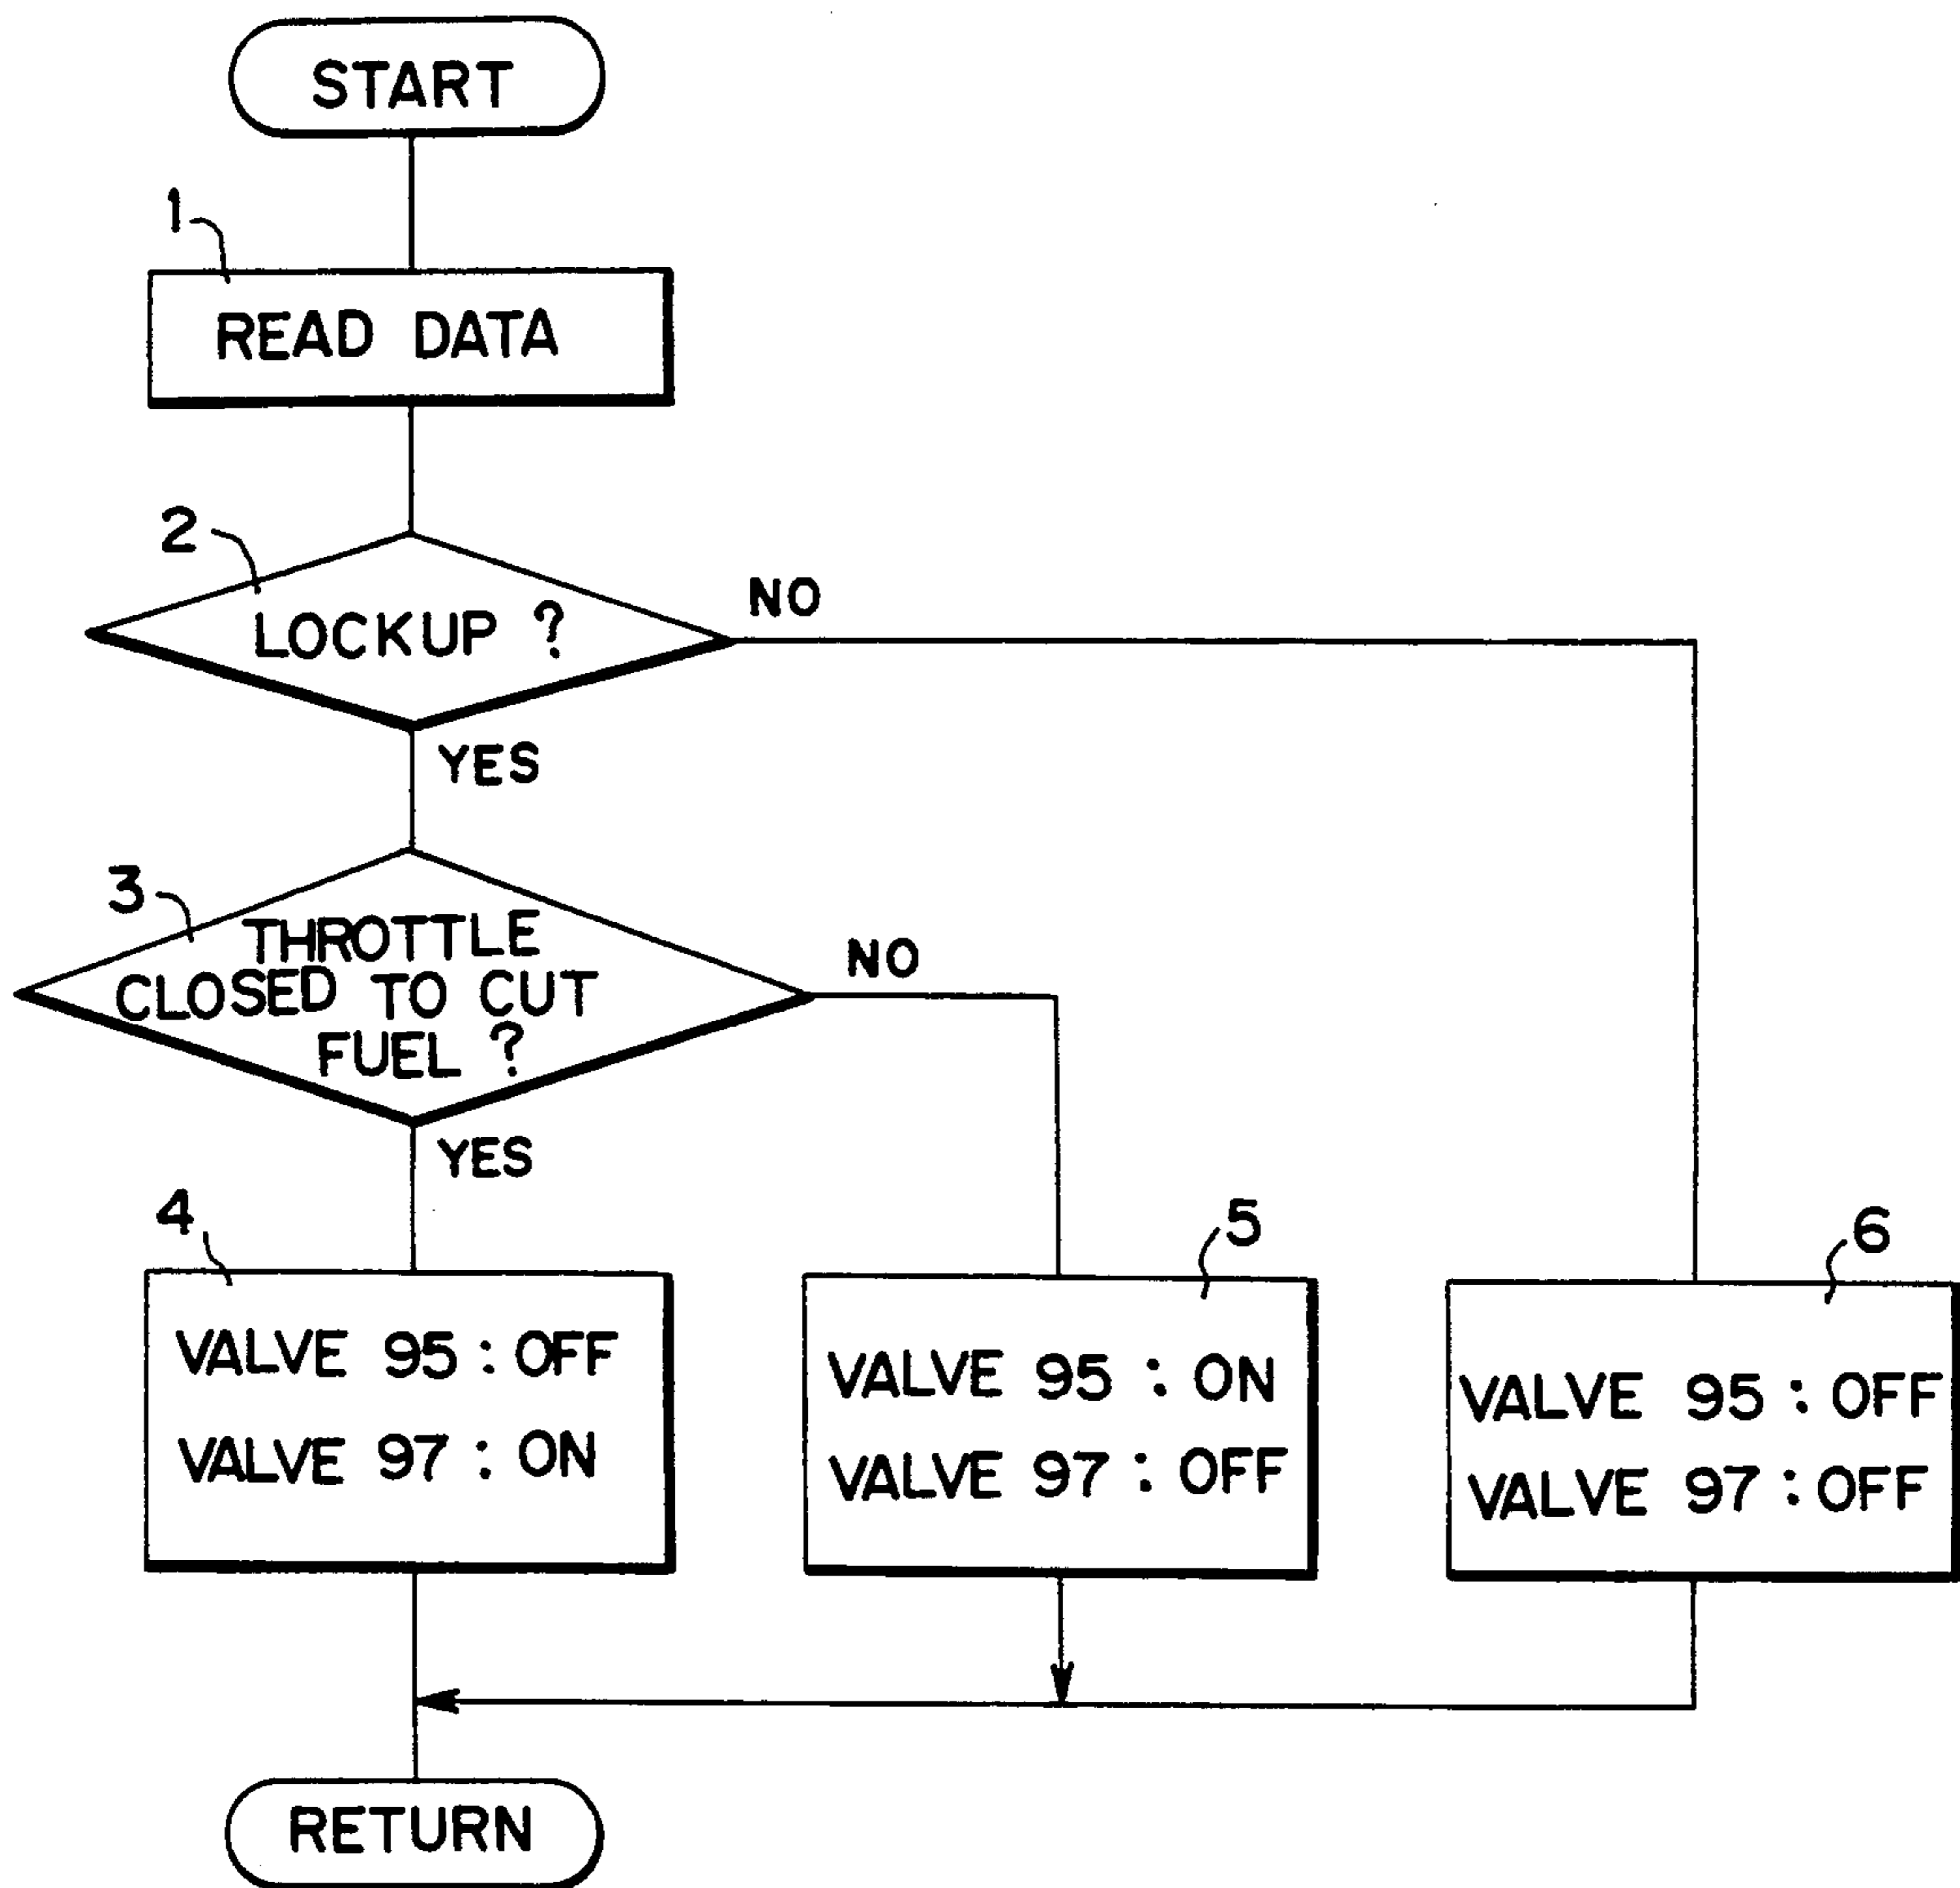 START
1
READ DATA
2
LOCKUP ?
NO
YES
3
THROTTLE
CLOSED TO CUT
FUEL ?
NO
YES
4
VALVE 95 : OFF
VALVE 97 : ON
5
VALVE 95 : ON
VALVE 97 : OFF
6
VALVE 95 : OFF
VALVE 97 : OFF
RETURN